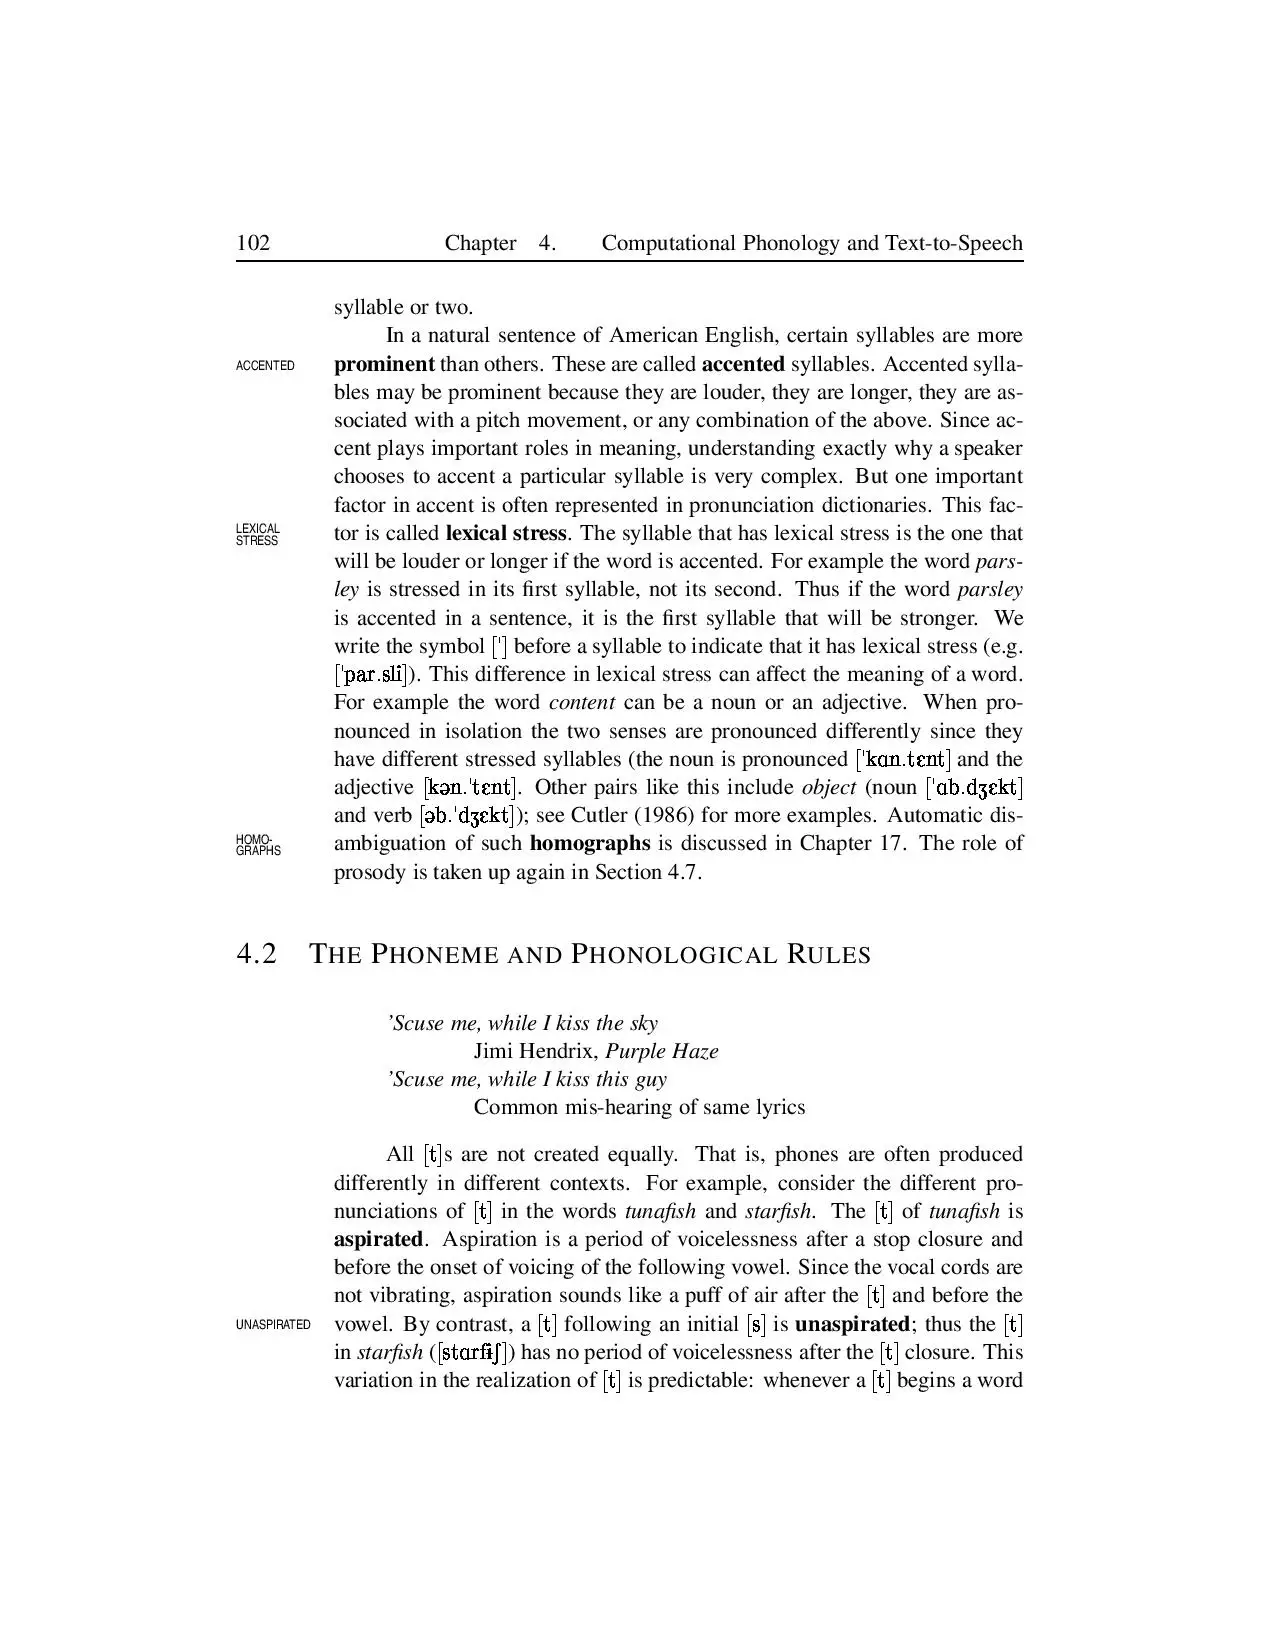 102 Chapter 4. Computational Phonology and Text-to-Speech
syllable or two.
In a natural sentence of American English, certain syllables are more
ACCENTED
prominent than others. These are called accented syllables. Accented sylla-
bles may be prominent because they are louder, they are longer, they are as-
sociated with a pitch movement, or any combination of the above. Since ac-
cent plays important roles in meaning, understanding exactly why a speaker
chooses to accent a particular syllable is very complex. But one important
factor in accent is often represented in pronunciation dictionaries. This fac-
LEXICAL
STRESS
tor is called lexical stress. The syllable that has lexical stress is the one that
will be louder or longer if the word is accented. For example the word pars-
ley is stressed in its first syllable, not its second. Thus if the word parsley
is accented in a sentence, it is the first syllable that will be stronger. We
write the symbol [ˈ] before a syllable to indicate that it has lexical stress (e.g.
[ˈpar.sli]). This difference in lexical stress can affect the meaning of a word.
For example the word content can be a noun or an adjective. When pro-
nounced in isolation the two senses are pronounced differently since they
have different stressed syllables (the noun is pronounced [ˈkɑn.tɛnt] and the
adjective [kən.ˈtɛnt]. Other pairs like this include object (noun [ˈɑb.dʒɛkt]
and verb [əb.ˈdʒɛkt]); see Cutler (1986) for more examples. Automatic dis-
HOMO-
GRAPHS
ambiguation of such homographs is discussed in Chapter 17. The role of
prosody is taken up again in Section 4.7.
4.2 THE PHONEME AND PHONOLOGICAL RULES
’Scuse me, while I kiss the sky
Jimi Hendrix, Purple Haze
’Scuse me, while I kiss this guy
Common mis-hearing of same lyrics
All [t]s are not created equally. That is, phones are often produced
differently in different contexts. For example, consider the different pro-
nunciations of [t] in the words tunafish and starfish. The [t] of tunafish is
aspirated. Aspiration is a period of voicelessness after a stop closure and
before the onset of voicing of the following vowel. Since the vocal cords are
not vibrating, aspiration sounds like a puff of air after the [t] and before the
UNASPIRATED
vowel. By contrast, a [t] following an initial [s] is unaspirated; thus the [t]
in starfish ([stɑrfɨʃ]) has no period of voicelessness after the [t] closure. This
variation in the realization of [t] is predictable: whenever a [t] begins a word